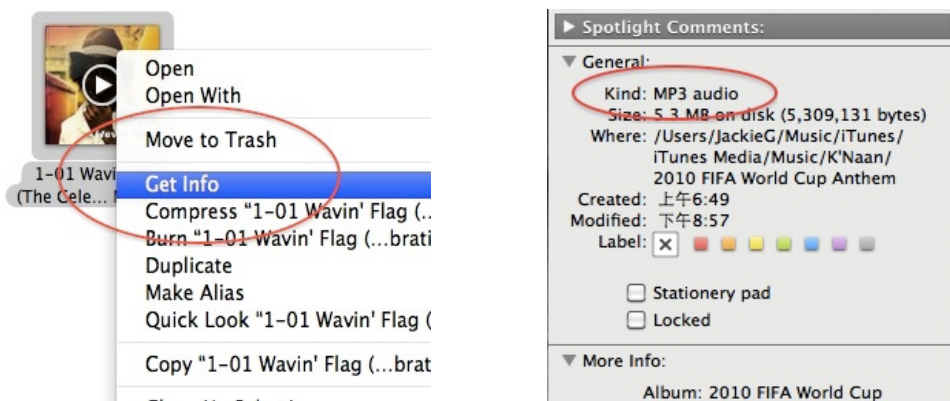 1-01 Wavi
(The Cele...
Open
Open With
Move to Trash
Get Info
Compress "1-01 Wavin' Flag (..
Burn "1-01 Wavin' Flag (...brati
Duplicate
Make Alias
Quick Look "1-01 Wavin' Flag (
Copy "1-01 Wavin' Flag (...brat
Spotlight Comments:
General:
Kind: MP3 audio
Size: 5.3 MB on disk (5,309,131 bytes)
Where: /Users/JackieG/Music/iTunes/
iTunes Media/Music/K'Naan/
2010 FIFA World Cup Anthem
Created: 上午6:49
Modified: 下午8:57
Label:
Stationery pad
Locked
More Info:
Album: 2010 FIFA World Cup